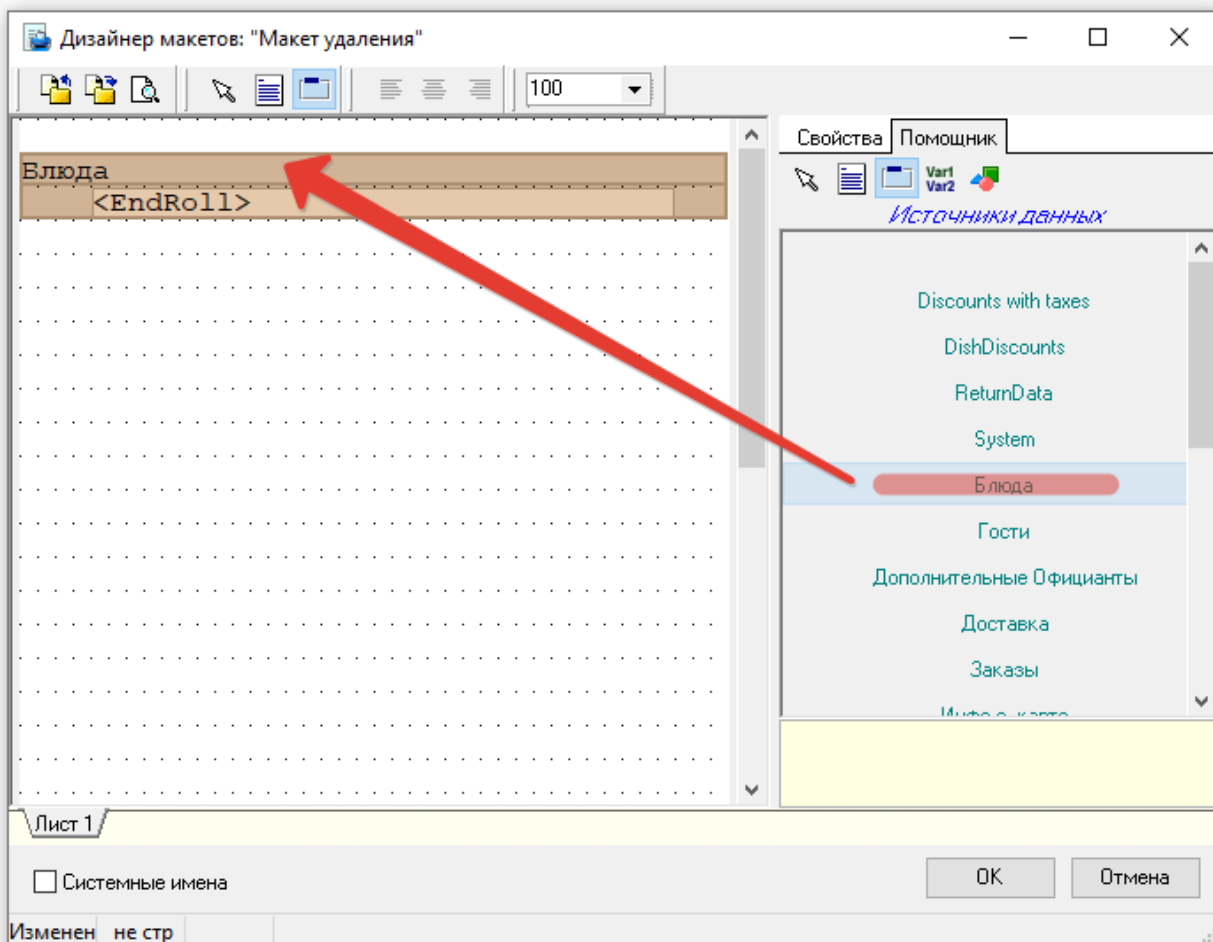 Дизайнер макетов: "Макет удаления"
100
Свойства Помощник
Var1
Var2
Источники данных
Блюда
<EndRoll>
Discounts with taxes
DishDiscounts
ReturnData
System
Блюда
Гости
Дополнительные Официанты
Доставка
Заказы
Лист 1
Системные имена
OK Отмена
Изменен не стр